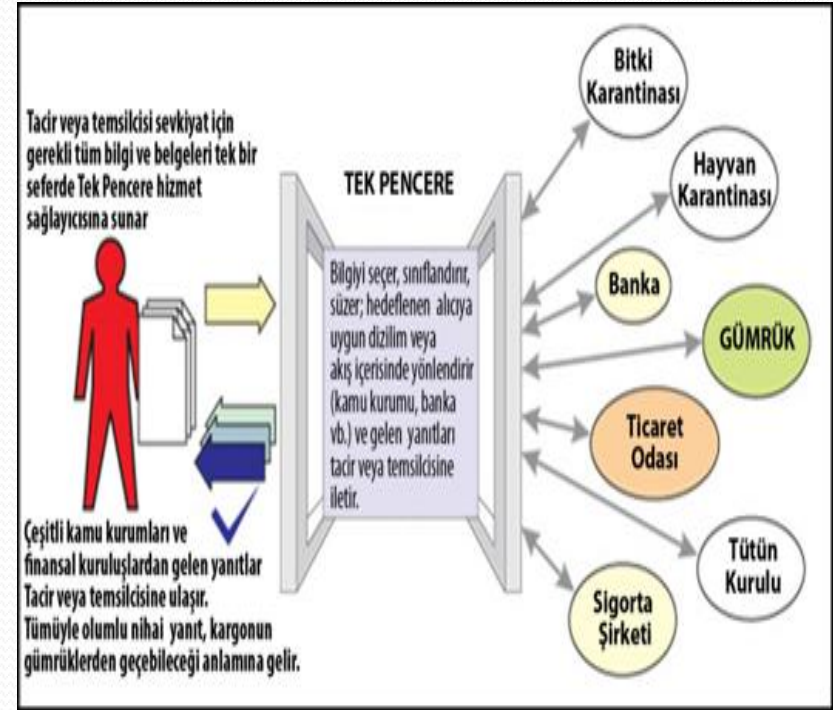 Tacir veya temsilcisi sevkiyat için
gerekli tüm bilgi ve belgeleri tek bir
seferde Tek Pencere hizmet
sağlayıcısına sunar
TEK PENCERE
Bilgiyi seçer, sınıflandırır,
süzer; hedeflenen alıcıya
uygun dizilim veya
akış içerisinde yönlendirir
(kamu kurumu, banka
vb.) ve gelen yanıtları
tacir veya temsilcisine
iletir.
Çeşitli kamu kurumları ve
finansal kuruluşlardan gelen yanıtlar
Tacir veya temsilcisine ulaşır.
Tümüyle olumlu nihai yanıt, kargonun
gümrüklerden geçebileceği anlamına gelir.
Bitki
Karantinası
Hayvan
Karantinası
Banka
GÜMRÜK
Ticaret
Odası
Tütün
Kurulu
Sigorta
Şirketi